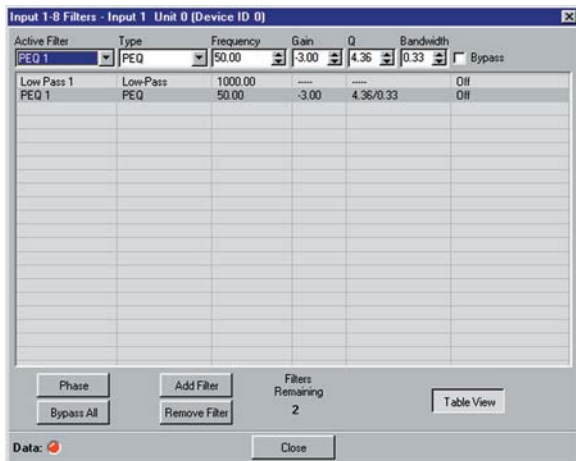 Input 1-8 Filters - Input 1 Unit 0 (Device ID 0)
Active Filter Type Frequency Gain Q Bandwidth
PEQ 1 PEQ 50.00 -3.00 4.36 0.33 Bypass
Low Pass 1 Low-Pass 1000.00 ----- ----- Off
PEQ 1 PEQ 50.00 -3.00 4.36/0.33 Off
Phase Add Filter Filters
Remaining
Bypass All Remove Filter 2 Table View
Data: Close